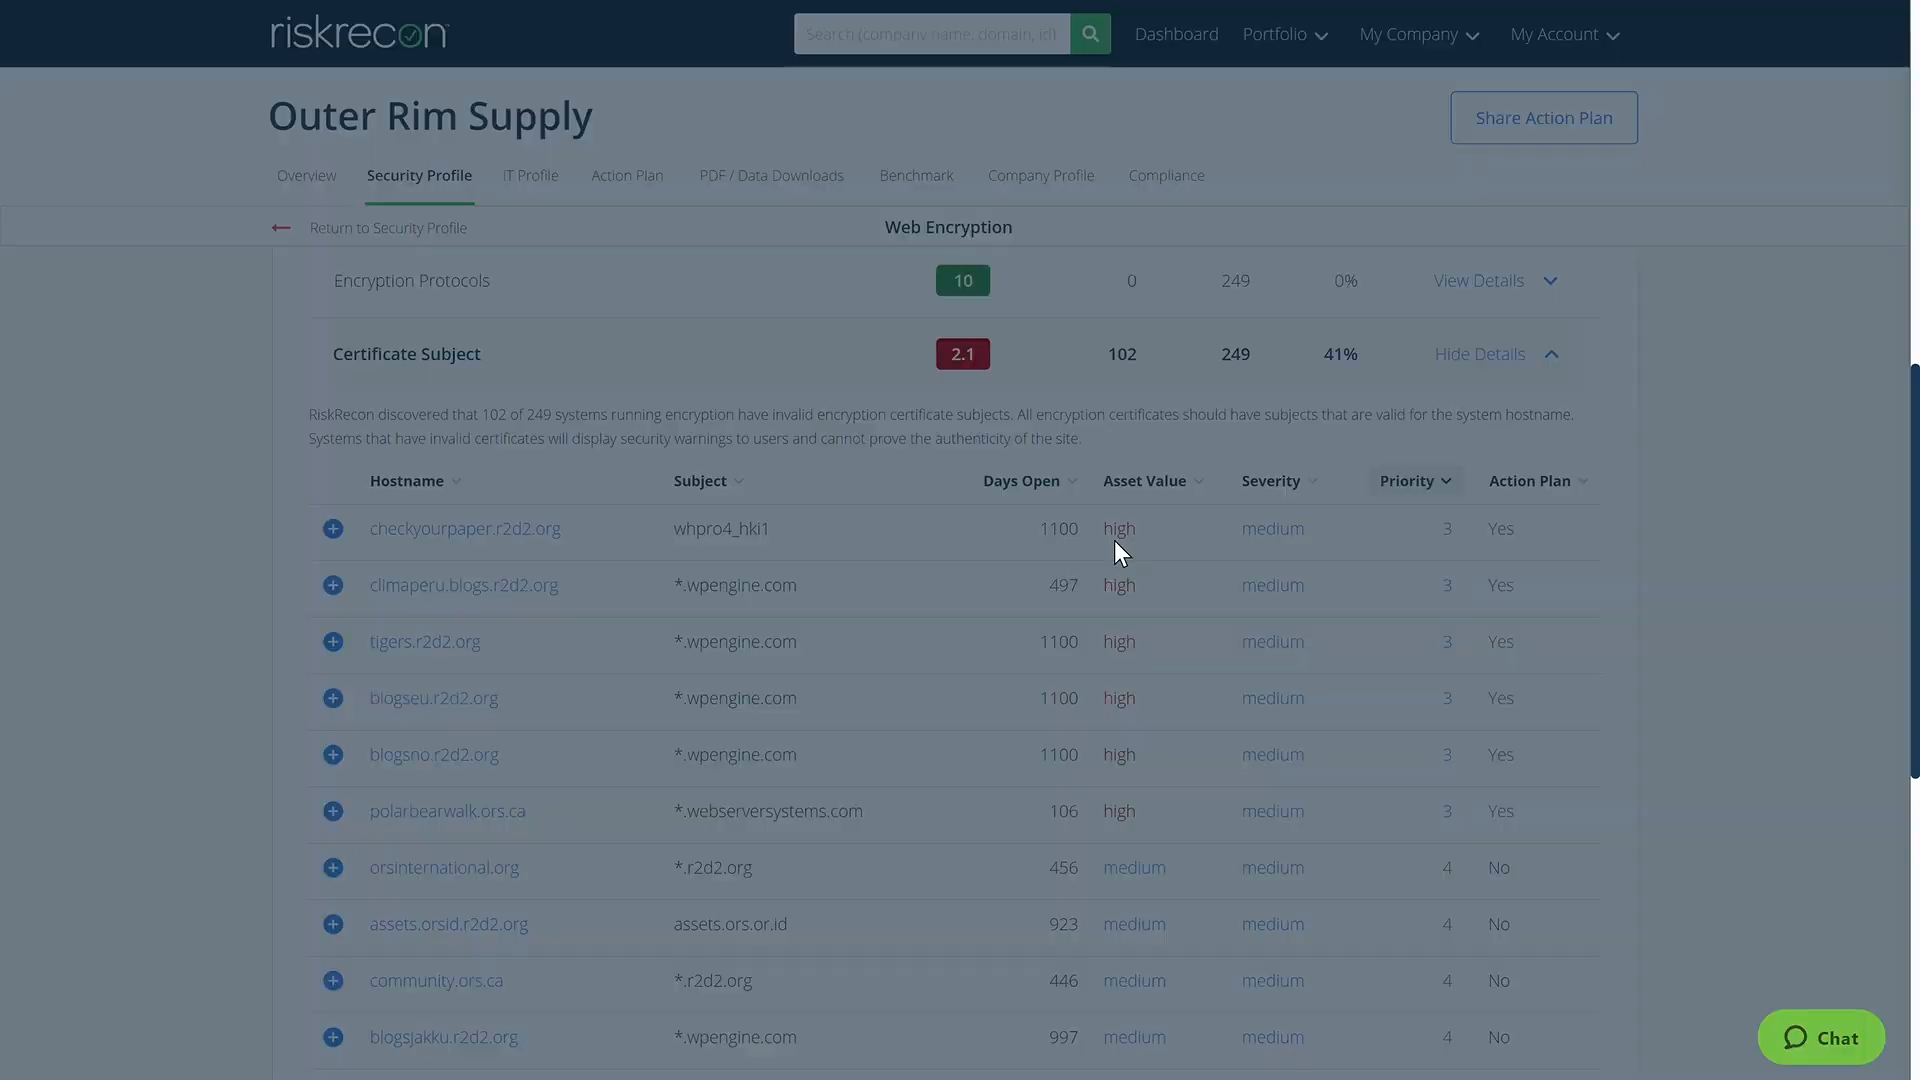 riskrecon
Search (company name, domain, id)
Dashboard Portfolio My Company My Account
Outer Rim Supply
Share Action Plan
Overview Security Profile IT Profile Action Plan PDF / Data Downloads Benchmark Company Profile Compliance
Return to Security Profile Web Encryption
Encryption Protocols 10 0 249 0% View Details
Certificate Subject 2.1 102 249 41% Hide Details
RiskRecon discovered that 102 of 249 systems running encryption have invalid encryption certificate subjects. All encryption certificates should have subjects that are valid for the system hostname.
Systems that have invalid certificates will display security warnings to users and cannot prove the authenticity of the site.
Hostname Subject Days Open Asset Value Severity Priority Action Plan
checkyourpaper.r2d2.org whpro4_hki1 1100 high medium 3 Yes
climaperu.blogs.r2d2.org *.wpengine.com 497 high medium 3 Yes
tigers.r2d2.org *.wpengine.com 1100 high medium 3 Yes
blogseu.r2d2.org *.wpengine.com 1100 high medium 3 Yes
blogsno.r2d2.org *.wpengine.com 1100 high medium 3 Yes
polarbearwalk.ors.ca *.webserversystems.com 106 high medium 3 Yes
orsinternational.org *.r2d2.org 456 medium medium 4 No
assets.orsid.r2d2.org assets.ors.or.id 923 medium medium 4 No
community.ors.ca *.r2d2.org 446 medium medium 4 No
blogsjakku.r2d2.org *.wpengine.com 997 medium medium 4 No
Chat